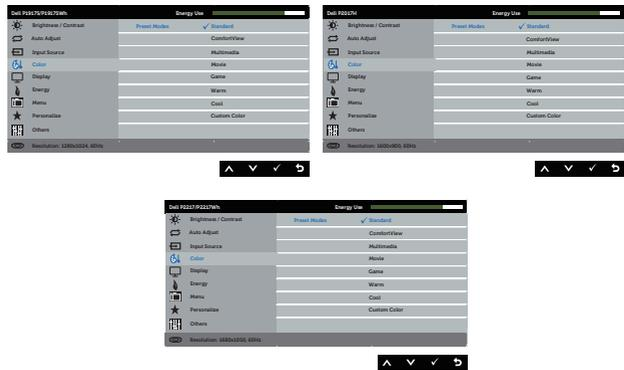 Dell P1917S/P1917SWh Energy Use
Brightness / Contrast Preset Modes ✓ Standard
Auto Adjust ComfortView
Input Source Multimedia
Color Movie
Display Game
Energy Warm
Menu Cool
Personalize Custom Color
Others
Resolution: 1280x1024, 60Hz
Dell P2017H Energy Use
Brightness / Contrast Preset Modes ✓ Standard
Auto Adjust ComfortView
Input Source Multimedia
Color Movie
Display Game
Energy Warm
Menu Cool
Personalize Custom Color
Others
Resolution: 1600x900, 60Hz
Dell P2217/P2217Wh Energy Use
Brightness / Contrast Preset Modes ✓ Standard
Auto Adjust ComfortView
Input Source Multimedia
Color Movie
Display Game
Energy Warm
Menu Cool
Personalize Custom Color
Others
Resolution: 1680x1050, 60Hz